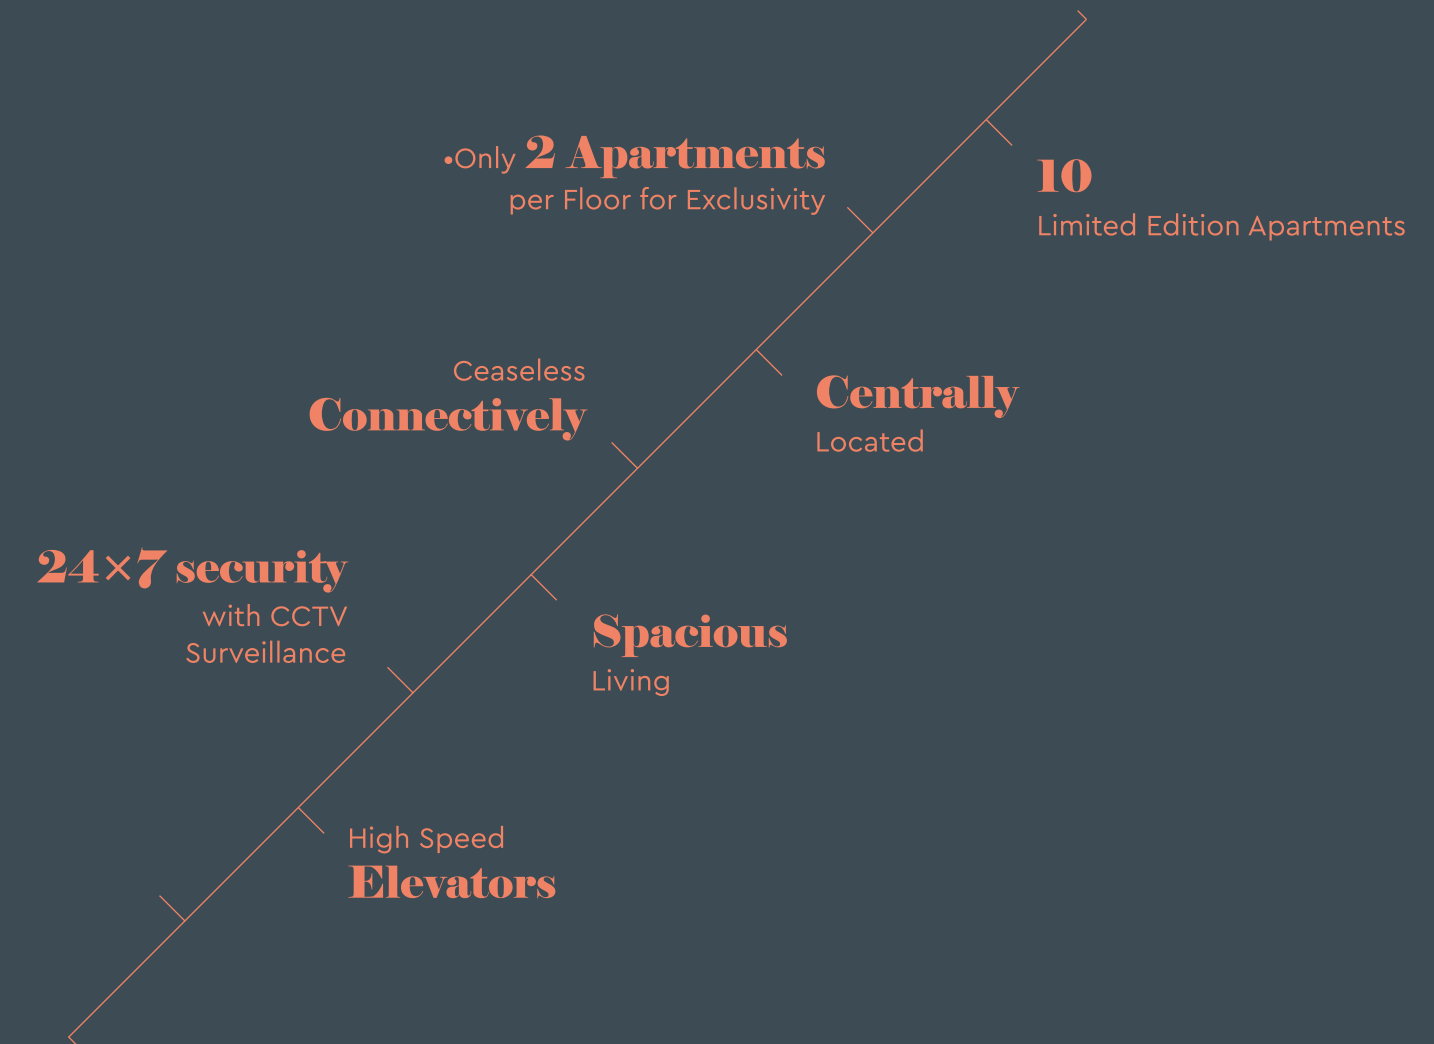 •Only 2 Apartments
per Floor for Exclusivity
10
Limited Edition Apartments
Ceaseless
Connectively
Centrally
Located
24×7 security
with CCTV
Surveillance
Spacious
Living
High Speed
Elevators